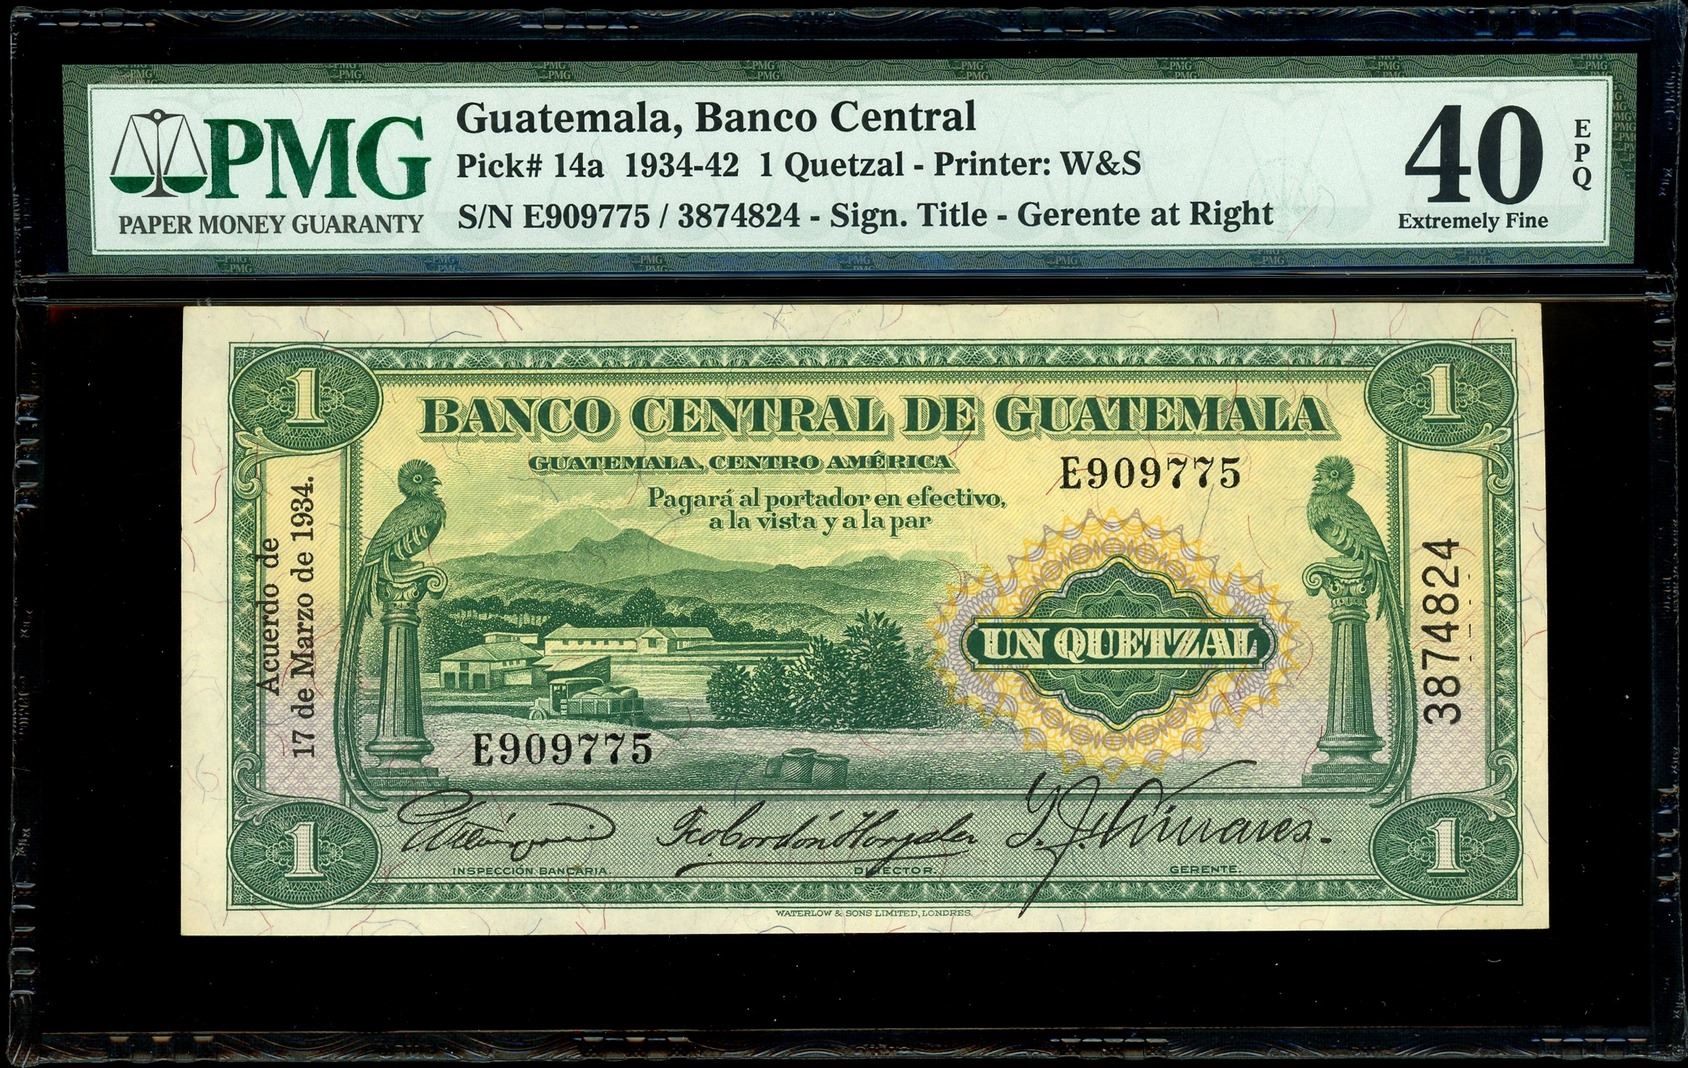 PMG
PAPER MONEY GUARANTY
Guatemala, Banco Central
Pick# 14a 1934-42 1 Quetzal - Printer: W&S
S/N E909775 / 3874824 - Sign. Title - Gerente at Right
40
EPQ
Extremely Fine
1
1
BANCO CENTRAL DE GUATEMALA
GUATEMALA, CENTRO AMÉRICA
E909775
Pagará al portador en efectivo,
a la vista y a la par
Acuerdo de
17 de Marzo de 1934.
UN QUETZAL
3874824
E909775
INSPECCIÓN BANCARIA.
DIRECTOR.
GERENTE.
1
1
WATERLOW & SONS LIMITED, LONDRES.